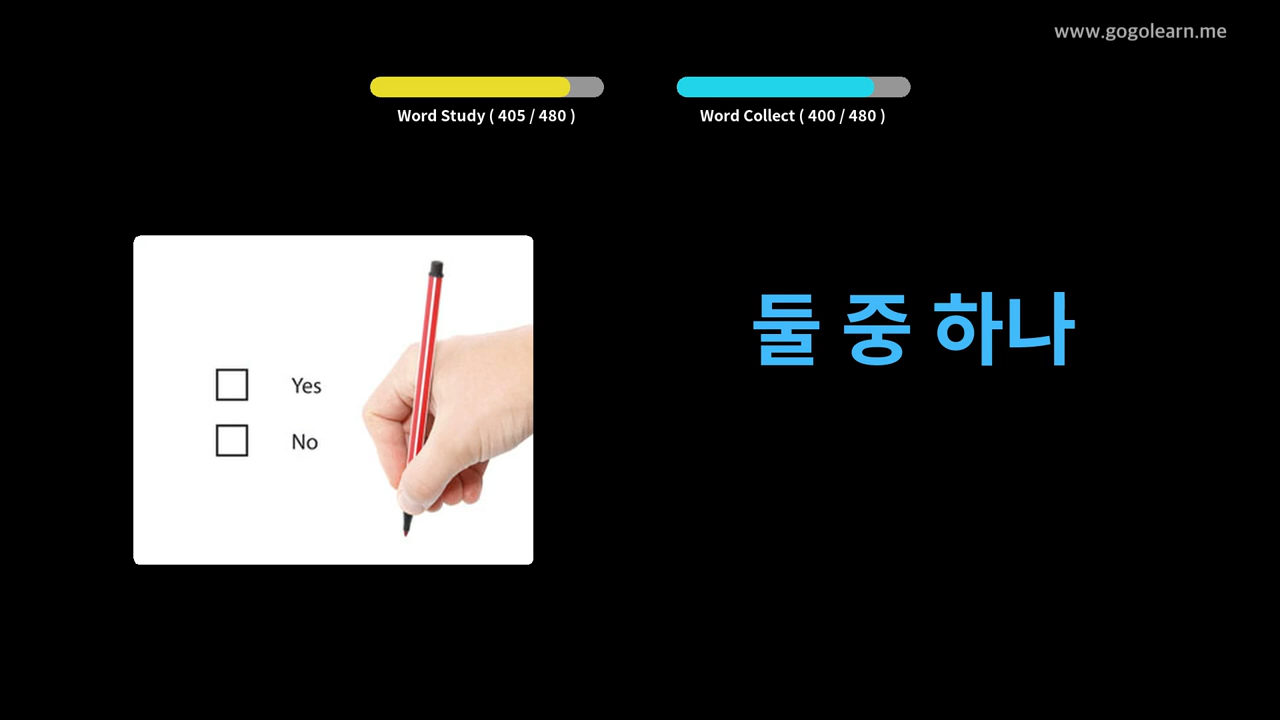 www.gogolearn.me
Word Study ( 405 / 480 )
Word Collect ( 400 / 480 )
Yes
No
둘 중 하나